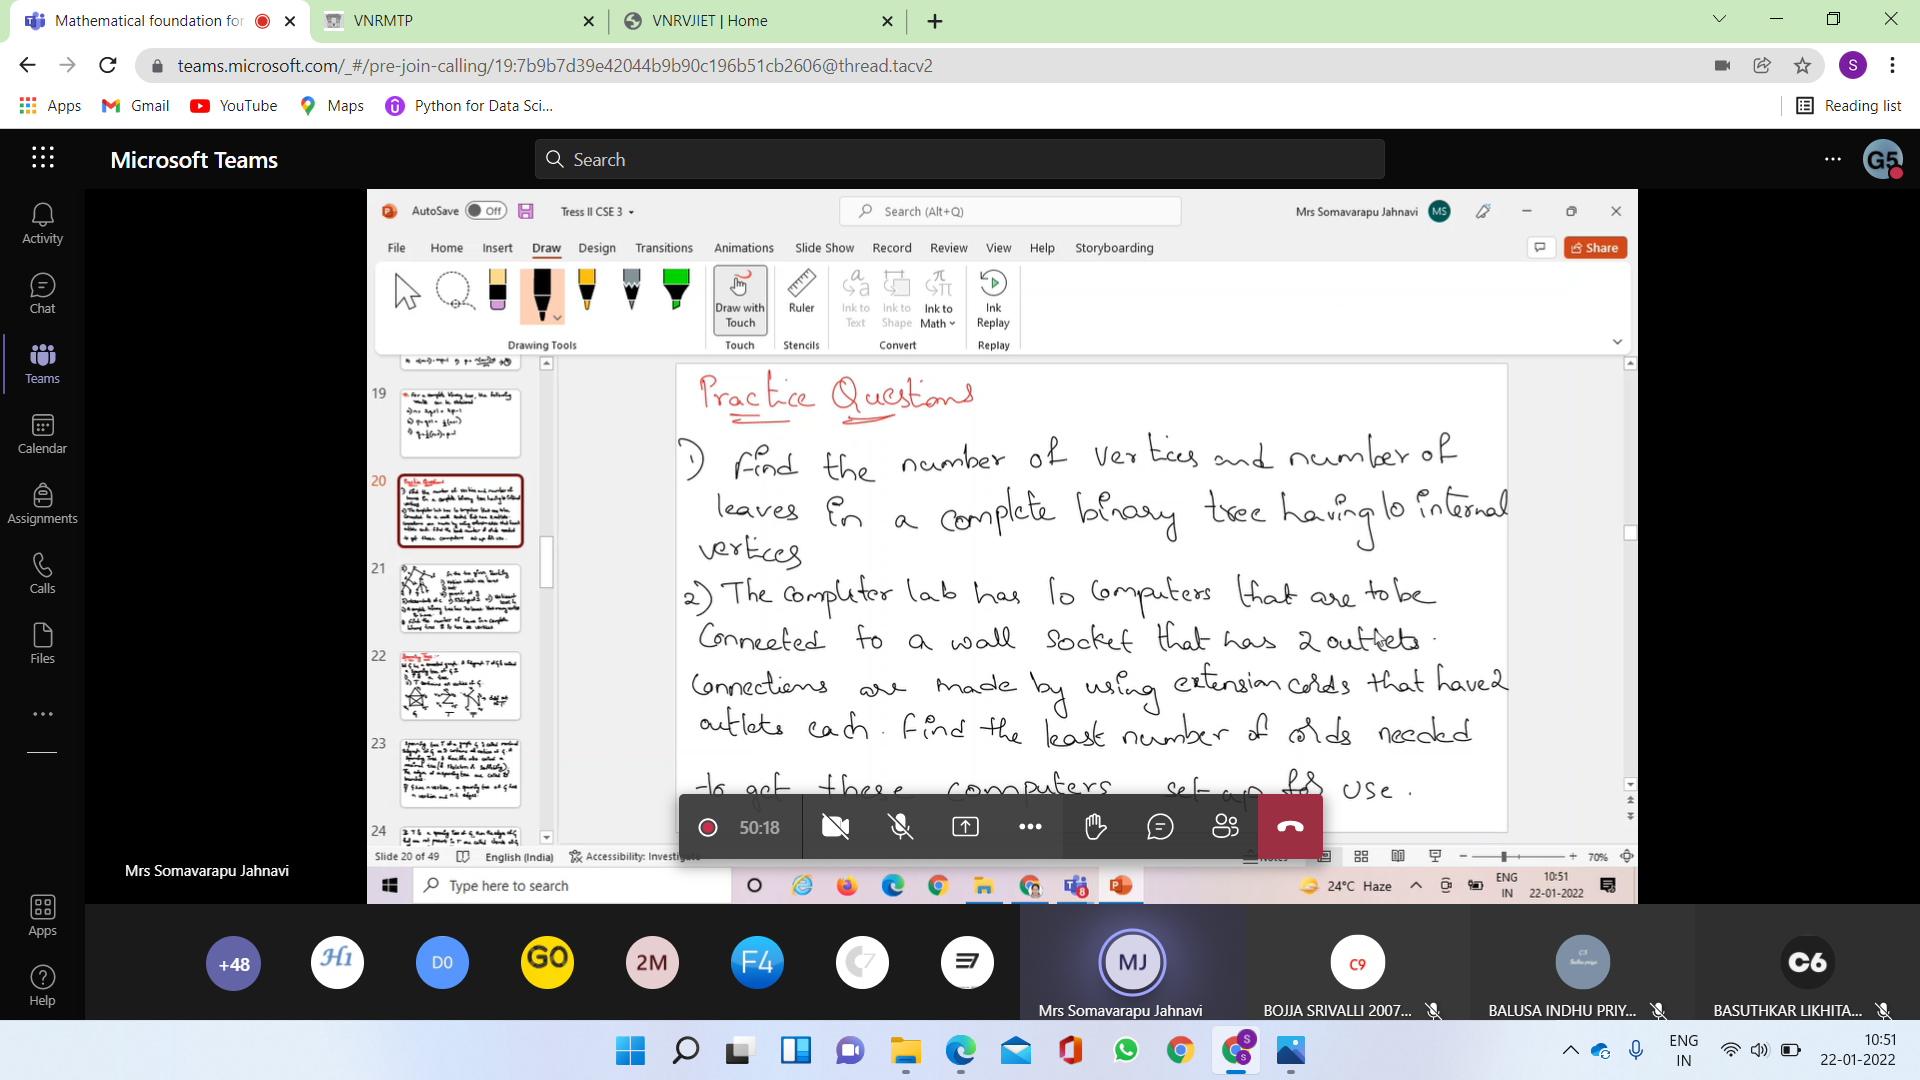 Mathematical foundation for
VNRMTP
VNRVJIET | Home
teams.microsoft.com/_#/pre-join-calling/19:7b9b7d39e42044b9b90c196b51cb2606@thread.tacv2
S
Apps
Gmail
YouTube
Maps
Python for Data Sci...
Reading list
Microsoft Teams
Search
G5
Activity
Chat
Teams
Calendar
Assignments
Calls
Files
Apps
Help
AutoSave Off
Tress II CSE 3
Search (Alt+Q)
Mrs Somavarapu Jahnavi MS
File Home Insert Draw Design Transitions Animations Slide Show Record Review View Help Storyboarding
Share
Draw with Touch
Ruler
Ink to Text
Ink to Shape
Ink to Math
Ink Replay
Drawing Tools
Touch
Stencils
Convert
Replay
19
20
21
22
23
24
Practice Questions
1) Find the number of vertices and number of
leaves in a complete binary tree having 10 internal
vertices
2) The computer lab has 10 computers that are to be
Connected to a wall socket that has 2 outlets.
Connections are made by using extension cords that have 2
outlets each. Find the least number of cords needed
to get these computers set up for use.
50:18
Slide 20 of 49
English (India)
Accessibility: Investigate
Notes
70%
Mrs Somavarapu Jahnavi
Type here to search
24°C Haze
ENG
IN
10:51
22-01-2022
+48
H1
D0
GO
2M
F4
C7
MJ
C9
C6
Mrs Somavarapu Jahnavi
BOJJA SRIVALLI 2007...
BALUSA INDHU PRIY...
BASUTHKAR LIKHITA...
ENG
IN
10:51
22-01-2022